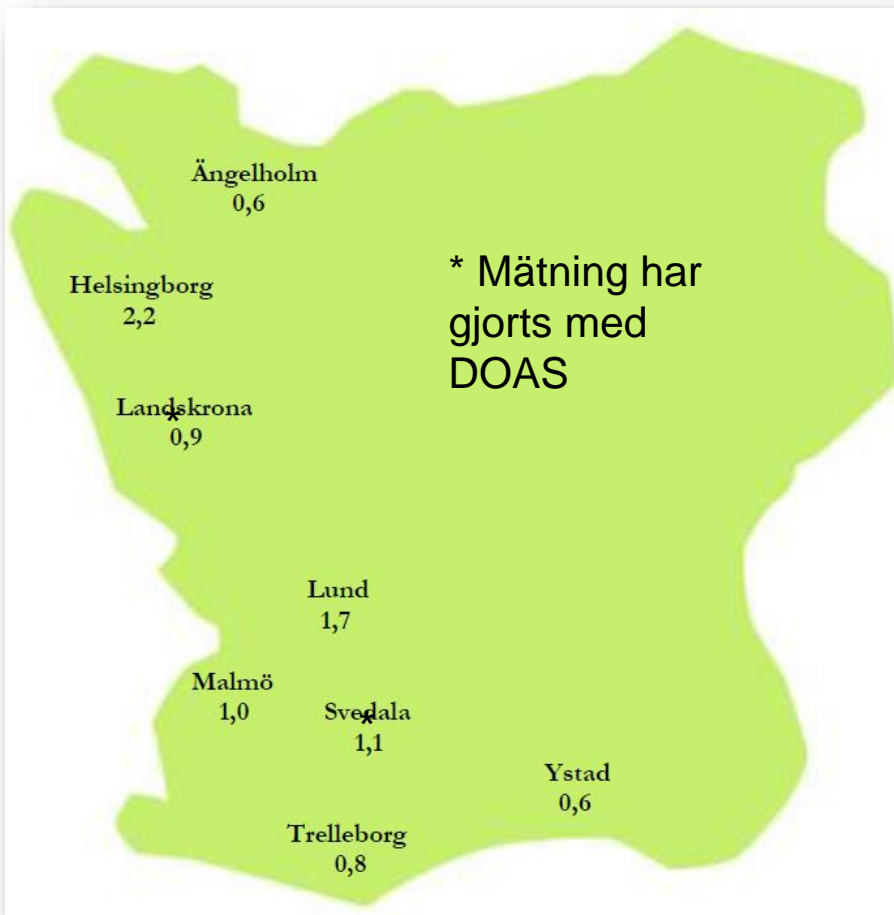 Ängelholm
0,6
* Mätning har
gjorts med
DOAS
Helsingborg
2,2
Landskrona
*
0,9
Lund
1,7
Malmö
1,0
Svedala
*
1,1
Ystad
0,6
Trelleborg
0,8